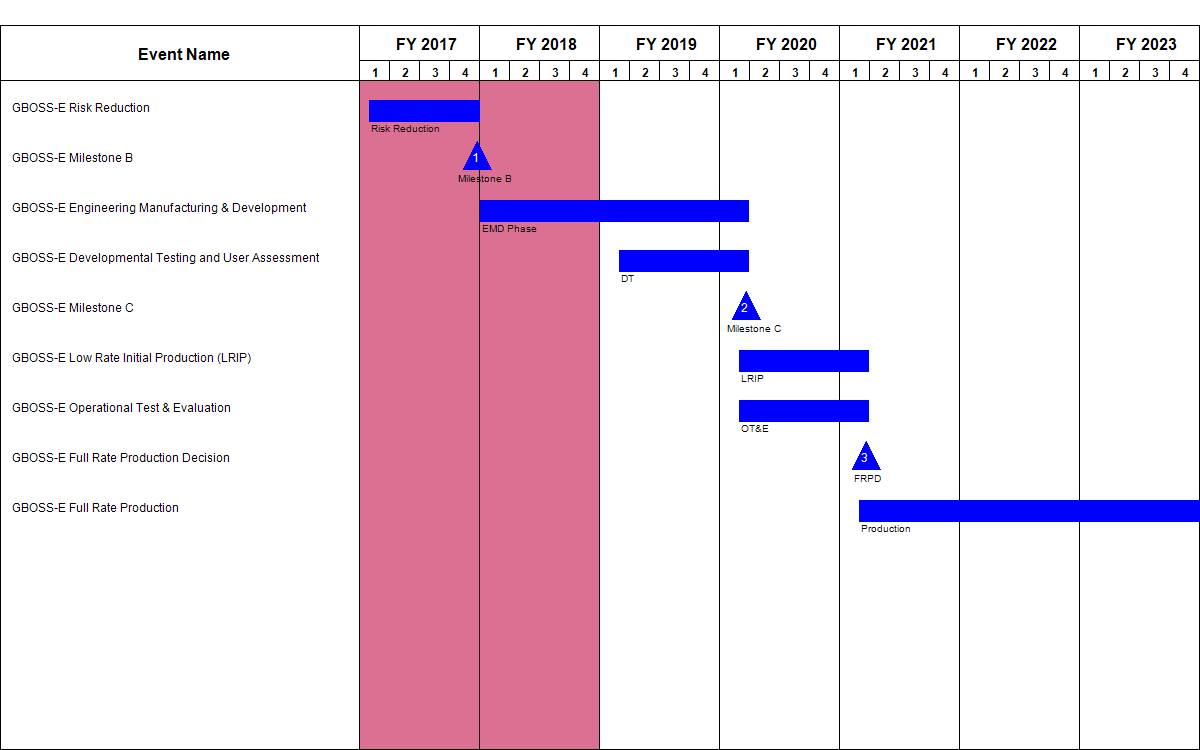 Event Name
FY 2017 FY 2018 FY 2019 FY 2020 FY 2021 FY 2022 FY 2023
1 2 3 4 1 2 3 4 1 2 3 4 1 2 3 4 1 2 3 4 1 2 3 4 1 2 3 4
GBOSS-E Risk Reduction
Risk Reduction
GBOSS-E Milestone B
1
Milestone B
GBOSS-E Engineering Manufacturing & Development
EMD Phase
GBOSS-E Developmental Testing and User Assessment
DT
GBOSS-E Milestone C
2
Milestone C
GBOSS-E Low Rate Initial Production (LRIP)
LRIP
GBOSS-E Operational Test & Evaluation
OT&E
GBOSS-E Full Rate Production Decision
3
FRPD
GBOSS-E Full Rate Production
Production